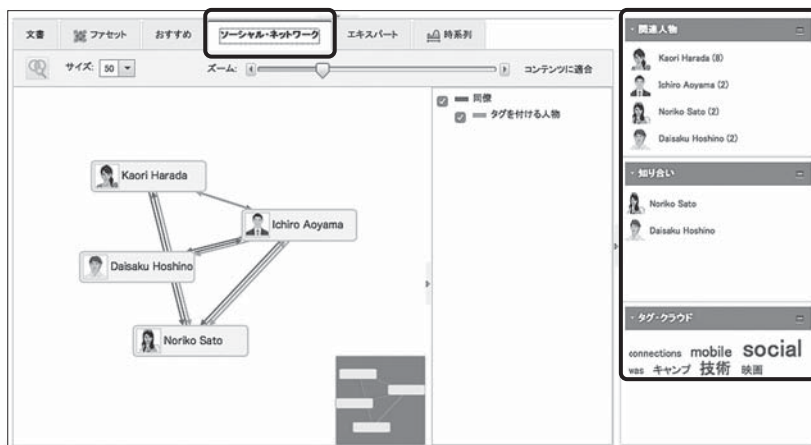 文書 ファセット おすすめ ソーシャル・ネットワーク エキスパート 時系列
サイズ: 50 ズーム: コンテンツに適合
同僚
タグを付ける人物
Kaori Harada
Ichiro Aoyama
Daisaku Hoshino
Noriko Sato
関連人物
Kaori Harada (8)
Ichiro Aoyama (2)
Noriko Sato (2)
Daisaku Hoshino (2)
知り合い
Noriko Sato
Daisaku Hoshino
タグ・クラウド
connections mobile social
was キャンプ 技術 映画